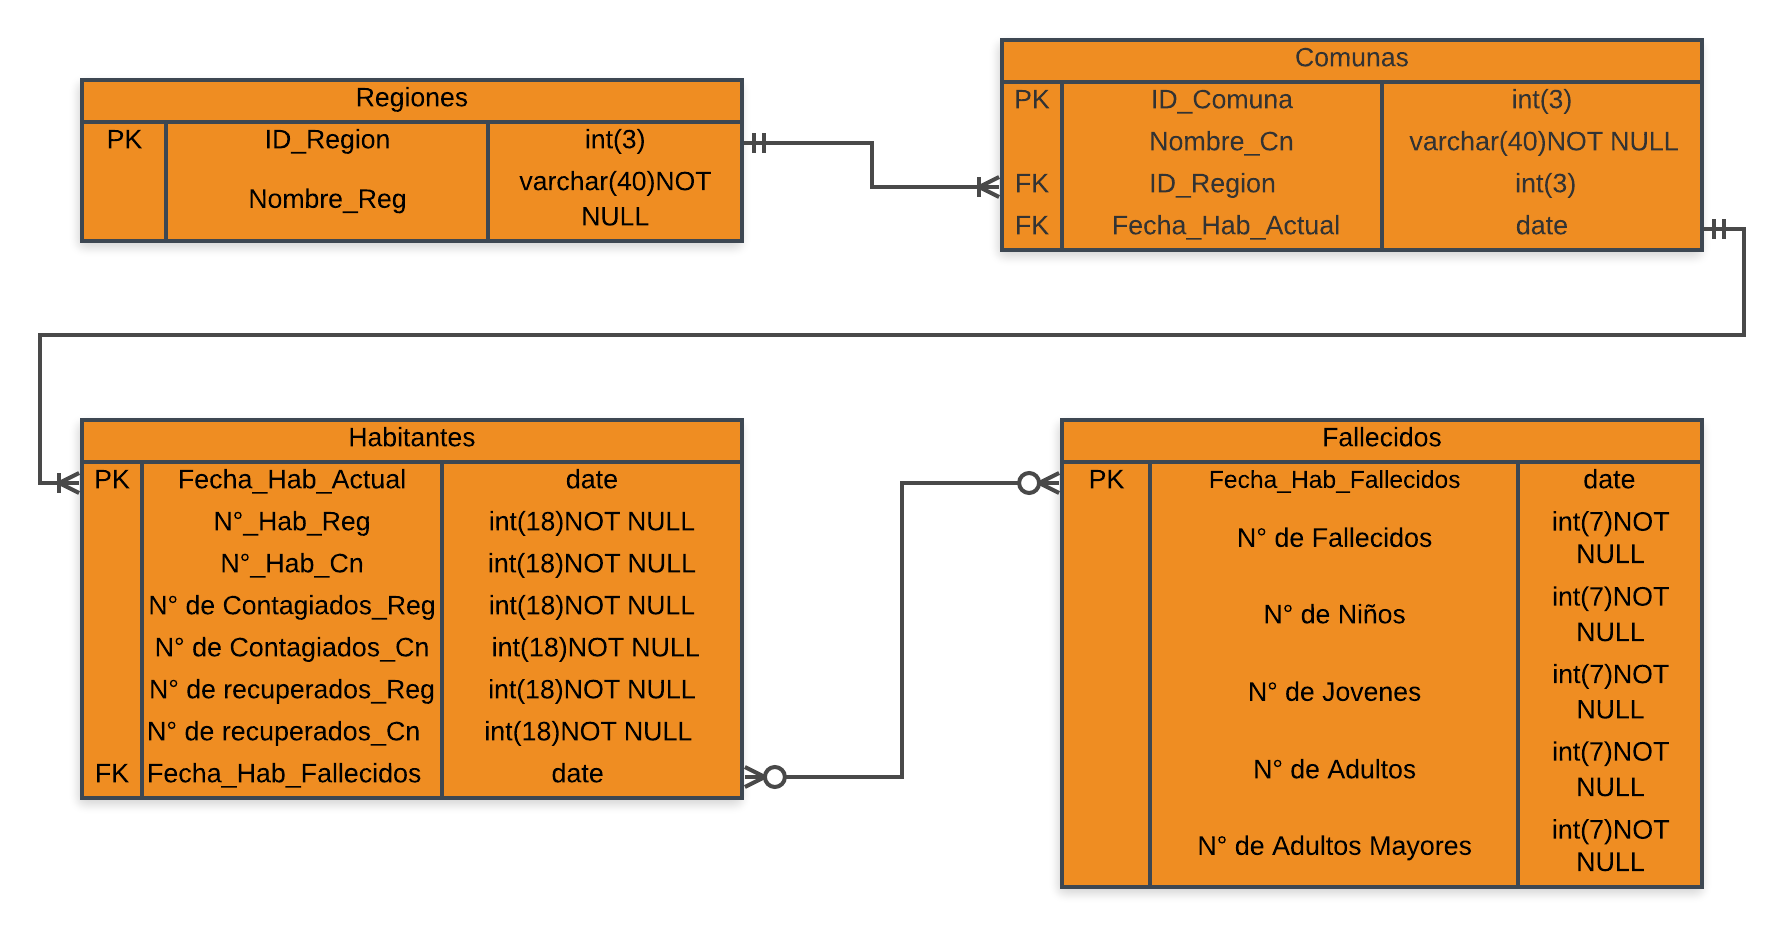 Regiones
PK ID_Region int(3)
Nombre_Reg varchar(40)NOT
NULL
Comunas
PK ID_Comuna int(3)
Nombre_Cn varchar(40)NOT NULL
FK ID_Region int(3)
FK Fecha_Hab_Actual date
Habitantes
PK Fecha_Hab_Actual date
N°_Hab_Reg int(18)NOT NULL
N°_Hab_Cn int(18)NOT NULL
N° de Contagiados_Reg int(18)NOT NULL
N° de Contagiados_Cn int(18)NOT NULL
N° de recuperados_Reg int(18)NOT NULL
N° de recuperados_Cn int(18)NOT NULL
FK Fecha_Hab_Fallecidos date
Fallecidos
PK Fecha_Hab_Fallecidos date
N° de Fallecidos int(7)NOT
NULL
N° de Niños int(7)NOT
NULL
N° de Jovenes int(7)NOT
NULL
N° de Adultos int(7)NOT
NULL
N° de Adultos Mayores int(7)NOT
NULL